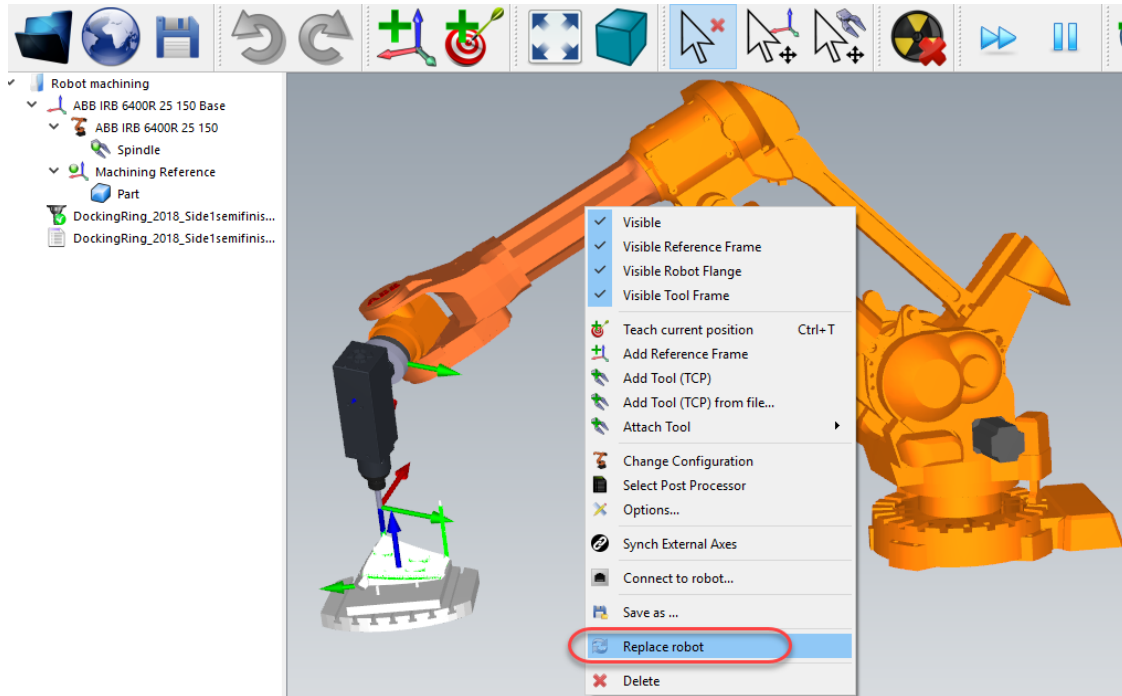 Robot machining
ABB IRB 6400R 25 150 Base
ABB IRB 6400R 25 150
Spindle
Machining Reference
Part
DockingRing_2018_Side1semifinis...
DockingRing_2018_Side1semifinis...
ABB
Visible
Visible Reference Frame
Visible Robot Flange
Visible Tool Frame
Teach current position Ctrl+T
Add Reference Frame
Add Tool (TCP)
Add Tool (TCP) from file...
Attach Tool
Change Configuration
Select Post Processor
Options...
Synch External Axes
Connect to robot...
Save as ...
Replace robot
Delete